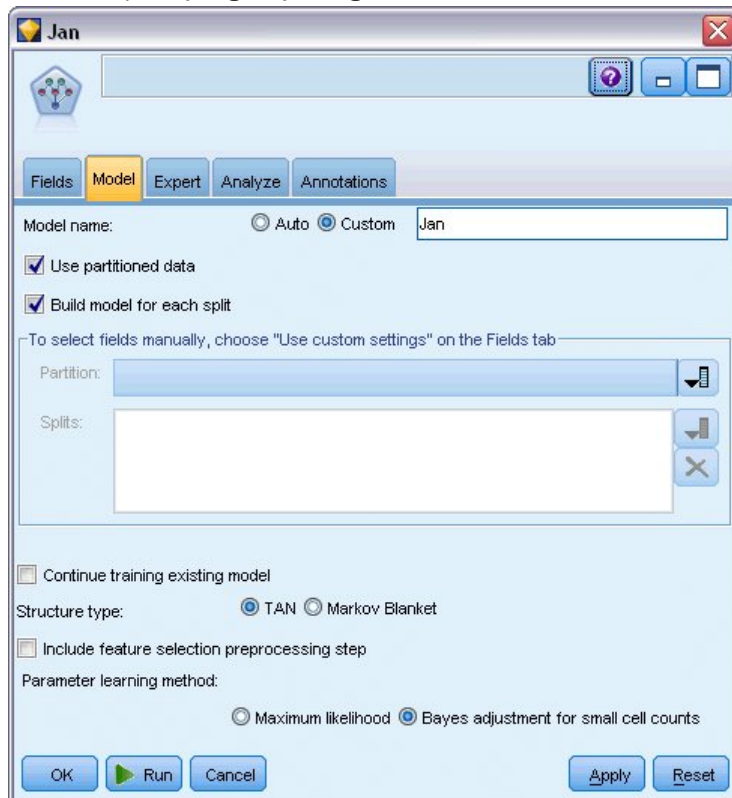 Jan
Fields Model Expert Analyze Annotations
Model name: Auto Custom Jan
Use partitioned data
Build model for each split
To select fields manually, choose "Use custom settings" on the Fields tab
Partition:
Splits:
Continue training existing model
Structure type: TAN Markov Blanket
Include feature selection preprocessing step
Parameter learning method:
Maximum likelihood Bayes adjustment for small cell counts
OK Run Cancel Apply Reset